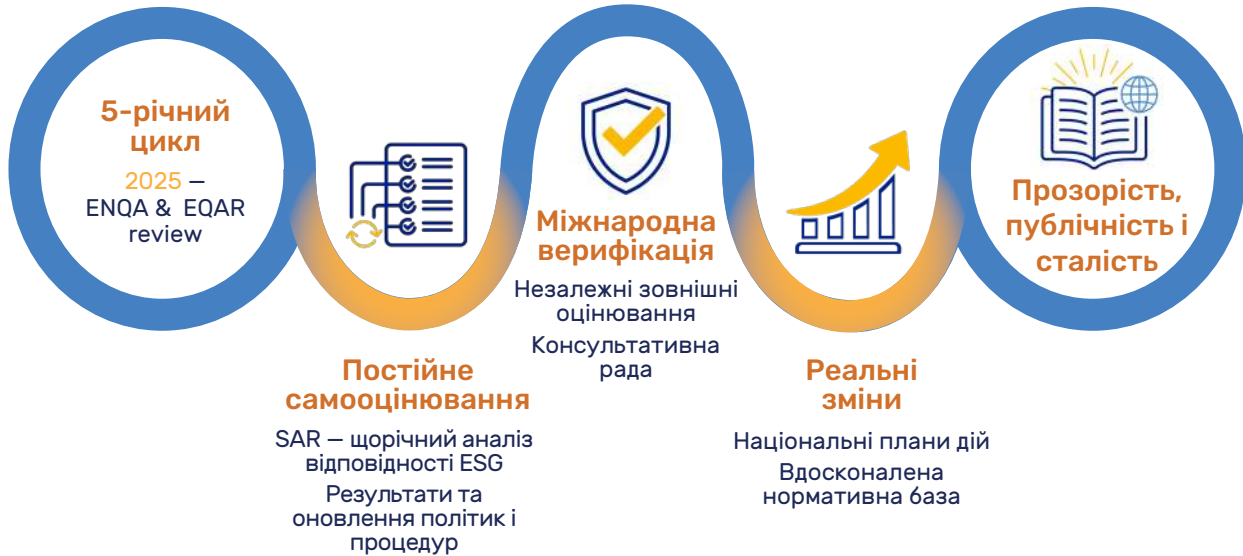 5-річний
цикл
2025 –
ENQA & EQAR
review
Постійне
самооцінювання
SAR – щорічний аналіз
відповідності ESG
Результати та
оновлення політик і
процедур
Міжнародна
верифікація
Незалежні зовнішні
оцінювання
Консультативна
рада
Реальні
зміни
Національні плани дій
Вдосконалена
нормативна база
Прозорість,
публічність і
сталість